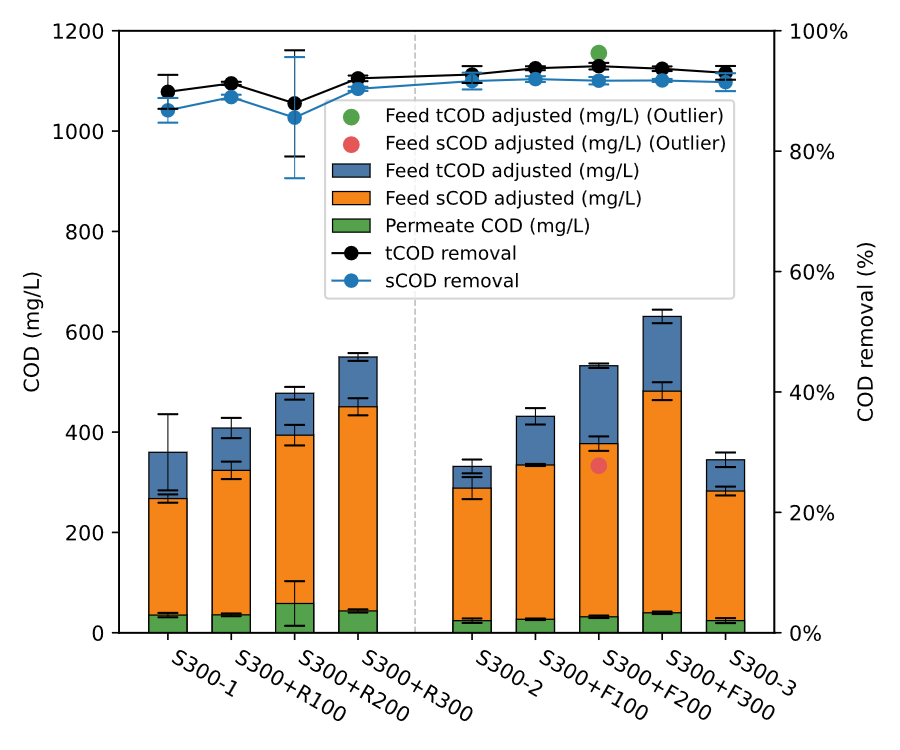 1200
1000
800
600
400
200
0
COD (mg/L)
100%
80%
60%
40%
20%
0%
COD removal (%)
Feed tCOD adjusted (mg/L) (Outlier)
Feed sCOD adjusted (mg/L) (Outlier)
Feed tCOD adjusted (mg/L)
Feed sCOD adjusted (mg/L)
Permeate COD (mg/L)
tCOD removal
sCOD removal
S300-1
S300+R100
S300+R200
S300+R300
S300-2
S300+F100
S300+F200
S300+F300
S300-3